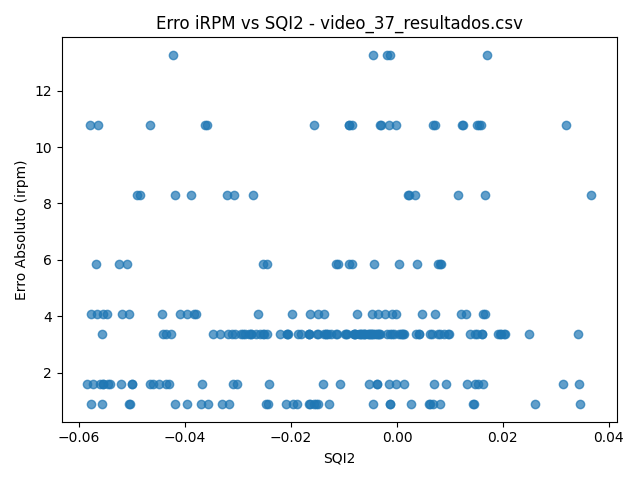 Erro iRPM vs SQI2 - video_37_resultados.csv
Erro Absoluto (irpm)
12
10
8
6
4
2
−0.06 −0.04 −0.02 0.00 0.02 0.04
SQI2